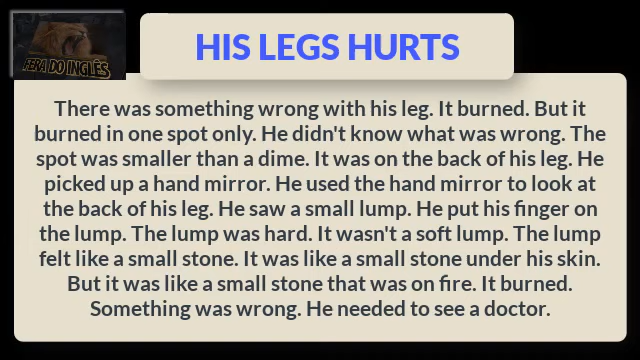 FERA DO INGLÊS
HIS LEGS HURTS
There was something wrong with his leg. It burned. But it
burned in one spot only. He didn't know what was wrong. The
spot was smaller than a dime. It was on the back of his leg. He
picked up a hand mirror. He used the hand mirror to look at
the back of his leg. He saw a small lump. He put his finger on
the lump. The lump was hard. It wasn't a soft lump. The lump
felt like a small stone. It was like a small stone under his skin.
But it was like a small stone that was on fire. It burned.
Something was wrong. He needed to see a doctor.